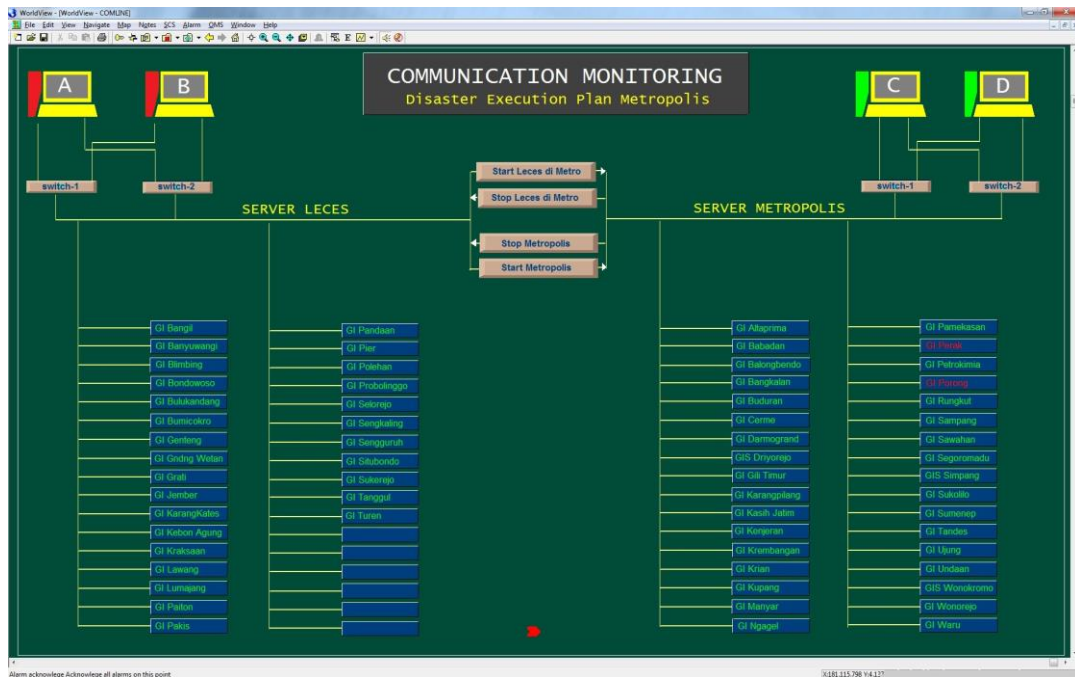 WorldView - [WorldView - COMLINE]
File Edit View Navigate Map Notes SCS Alarm QMS Window Help
COMMUNICATION MONITORING
Disaster Execution Plan Metropolis
A
B
C
D
switch-1
switch-2
switch-1
switch-2
SERVER LECES
SERVER METROPOLIS
Start Leces di Metro
Stop Leces di Metro
Stop Metropolis
Start Metropolis
GI Bangil
GI Banyuwangi
GI Blimbing
GI Bondowoso
GI Bulukandang
GI Bumicokro
GI Genteng
GI Gndng Wetan
GI Grati
GI Jember
GI KarangKates
GI Kebon Agung
GI Kraksaan
GI Lawang
GI Lumajang
GI Paiton
GI Pakis
GI Pandaan
GI Pier
GI Polehan
GI Probolinggo
GI Selorejo
GI Sengkaling
GI Sengguruh
GI Situbondo
GI Sukerejo
GI Tanggul
GI Turen
GI Altaprima
GI Babadan
GI Balongbendo
GI Bangkalan
GI Buduran
GI Cerme
GI Darmogrand
GIS Driyorejo
GI Gili Timur
GI Karangpilang
GI Kasih Jatim
GI Kenjeran
GI Krembangan
GI Krian
GI Kupang
GI Manyar
GI Ngagel
GI Pamekasan
GI Perak
GI Petrokimia
GI Porong
GI Rungkut
GI Sampang
GI Sawahan
GI Segoromadu
GIS Simpang
GI Sukolilo
GI Sumenep
GI Tandes
GI Ujung
GI Undaan
GIS Wonokromo
GI Wonorejo
GI Waru
Alarm acknowlege Acknowlege all alarms on this point